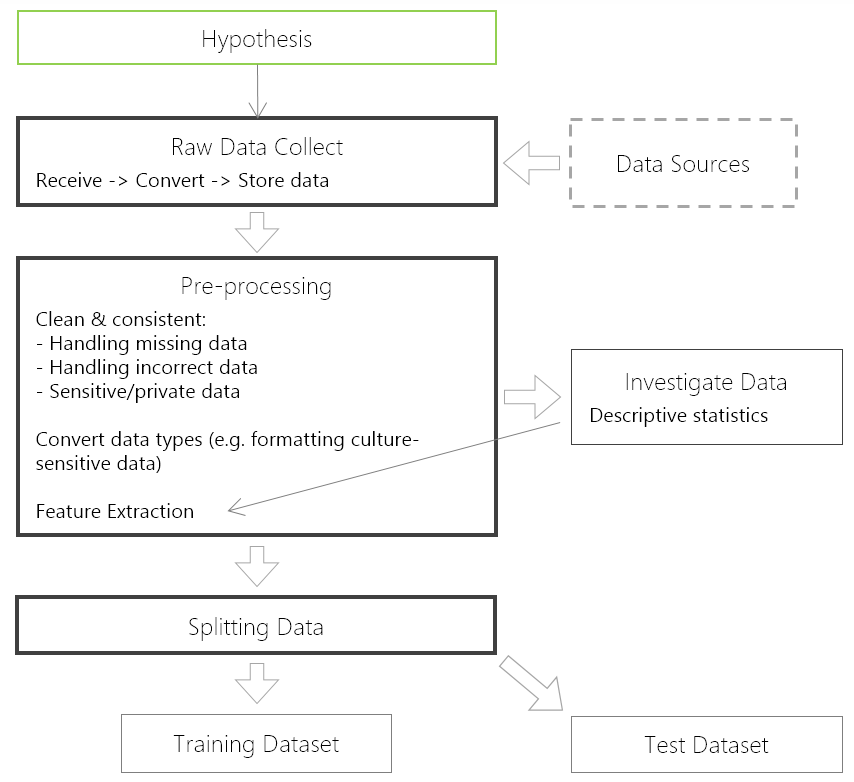 Hypothesis
Raw Data Collect
Receive -> Convert -> Store data
Data Sources
Pre-processing
Clean & consistent:
- Handling missing data
- Handling incorrect data
- Sensitive/private data
Convert data types (e.g. formatting culture-
sensitive data)
Feature Extraction
Investigate Data
Descriptive statistics
Splitting Data
Training Dataset
Test Dataset